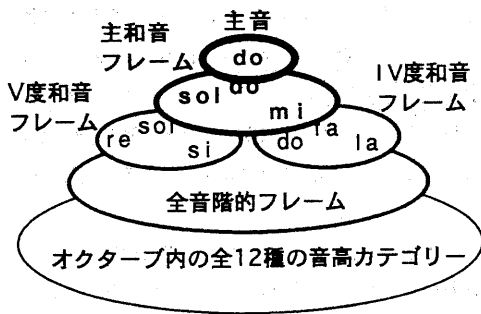 主音
do
主和音
フレーム
sol do
mi
V度和音
フレーム
IV度和音
フレーム
re sol
si
do fa
la
全音階的フレーム
オクターブ内の全12種の音高カテゴリー